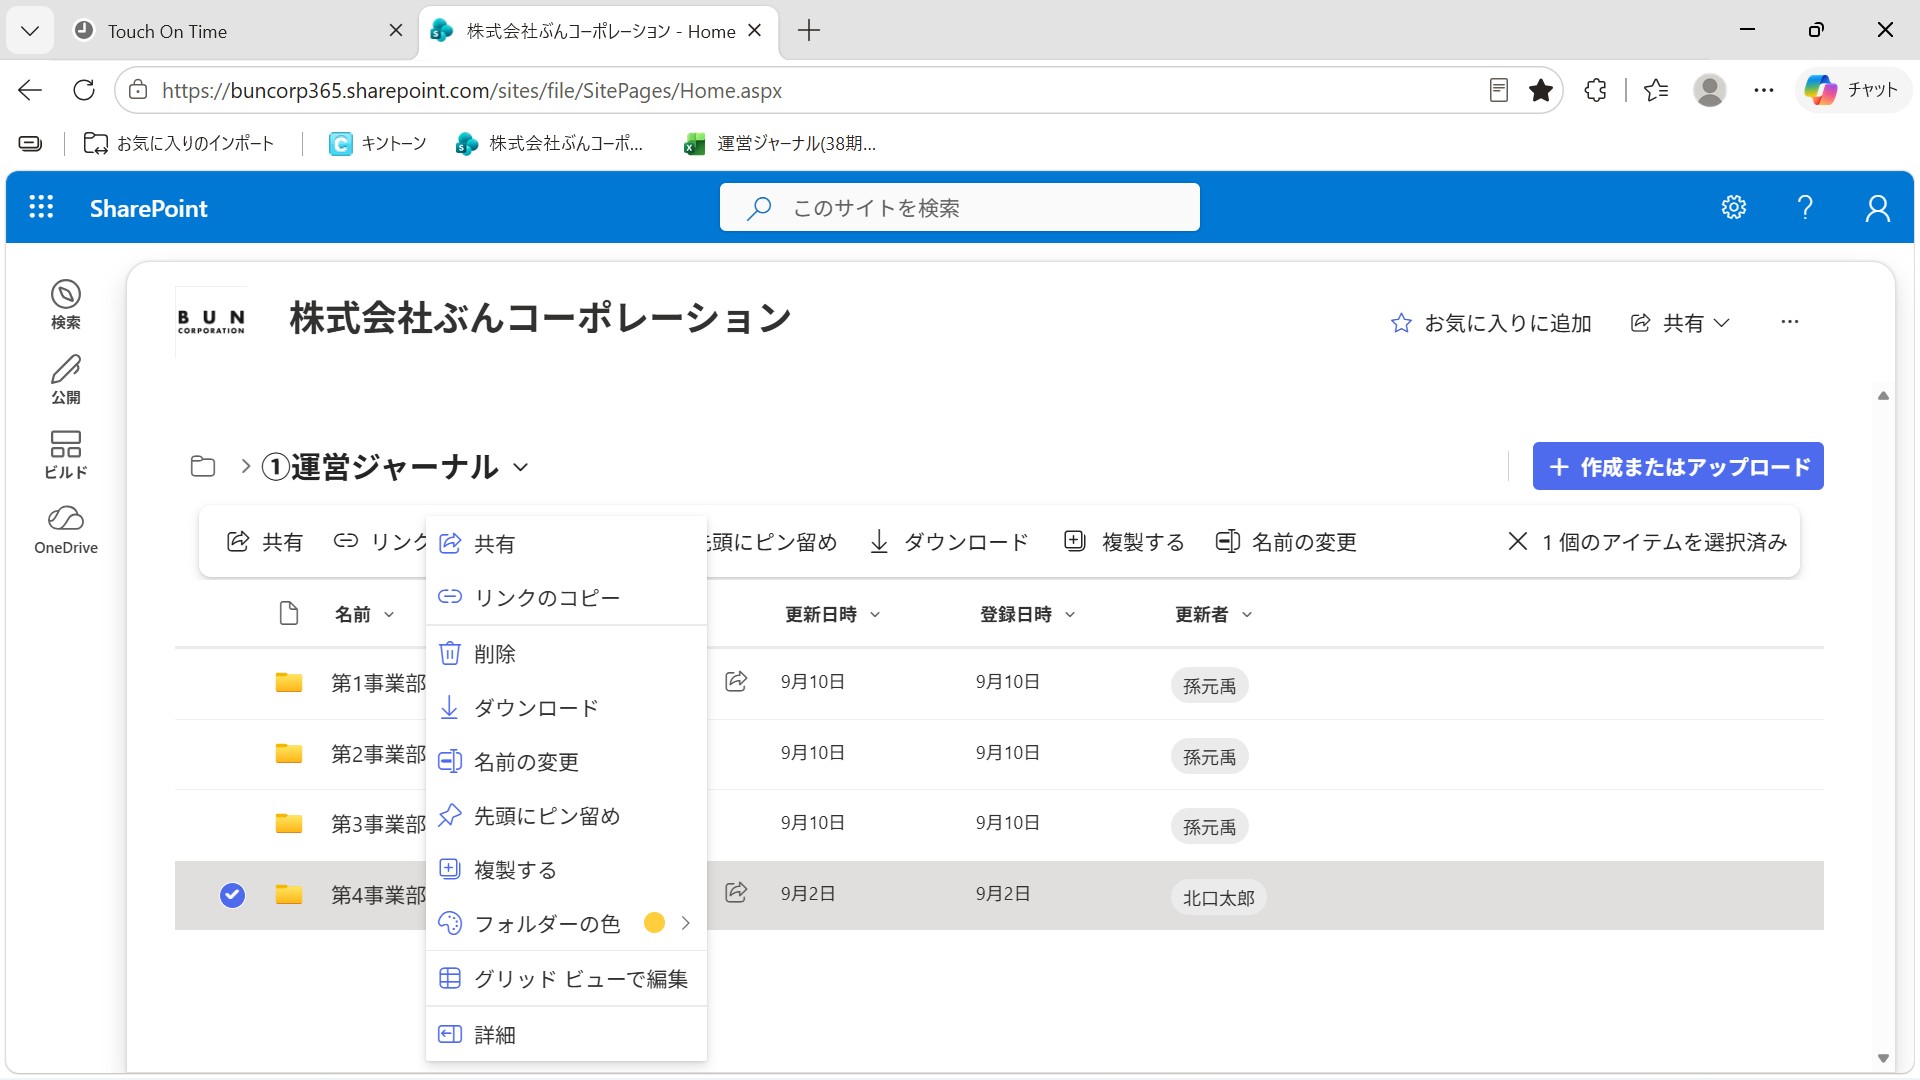 Touch On Time
株式会社ぶんコーポレーション - Home
https://buncorp365.sharepoint.com/sites/file/SitePages/Home.aspx
チャット
お気に入りのインポート
キントーン
株式会社ぶんコーポ...
運営ジャーナル(38期...
SharePoint
このサイトを検索
検索
公開
ビルド
OneDrive
BUN
CORPORATION
株式会社ぶんコーポレーション
お気に入りに追加
共有
①運営ジャーナル
作成またはアップロード
共有
リンク
先頭にピン留め
ダウンロード
複製する
名前の変更
1 個のアイテムを選択済み
名前
更新日時
登録日時
更新者
第1事業部
9月10日
9月10日
孫元禹
第2事業部
9月10日
9月10日
孫元禹
第3事業部
9月10日
9月10日
孫元禹
第4事業部
9月2日
9月2日
北口太郎
共有
リンクのコピー
削除
ダウンロード
名前の変更
先頭にピン留め
複製する
フォルダーの色
グリッド ビューで編集
詳細